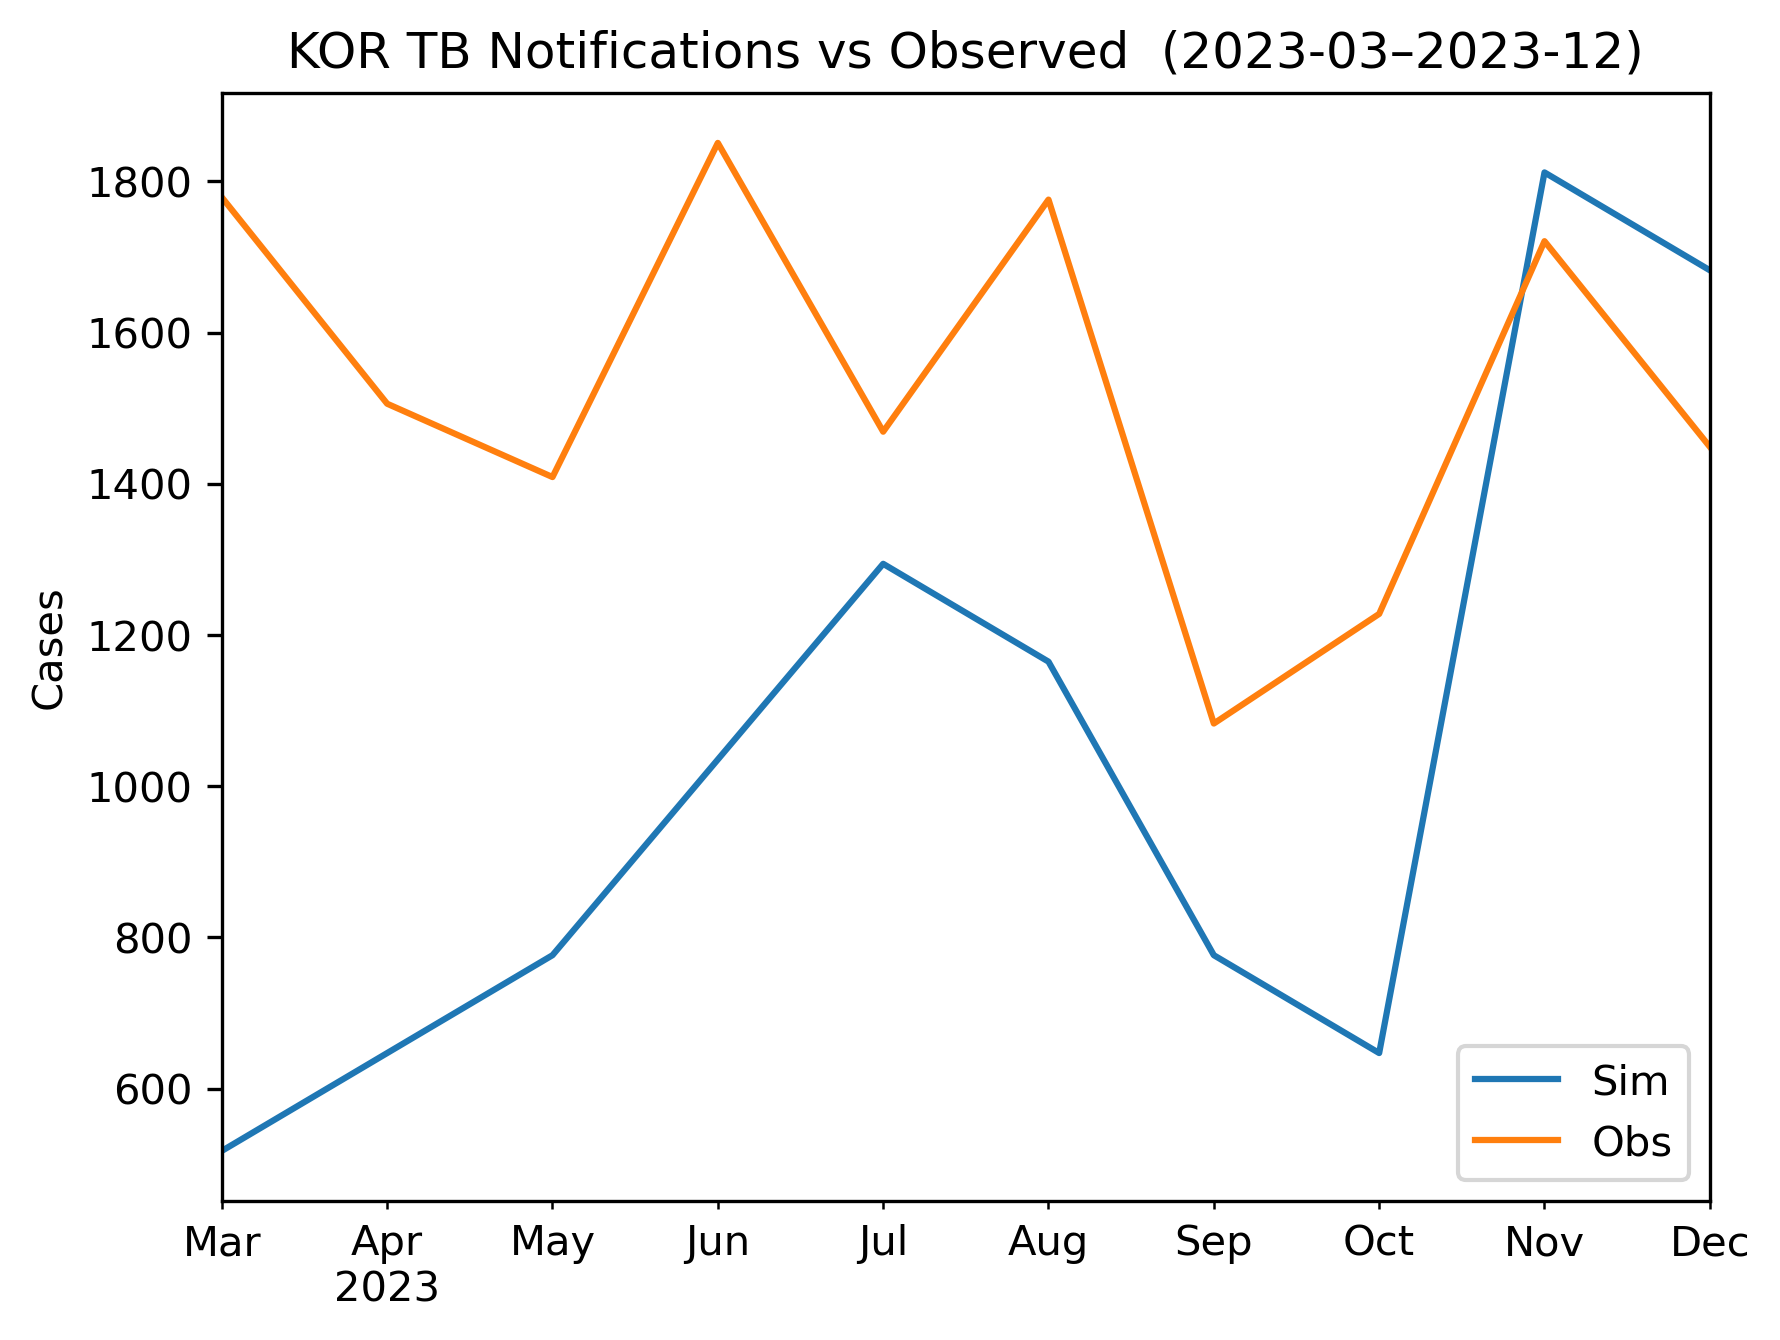 KOR TB Notifications vs Observed  (2023-03–2023-12)
Cases
1800
1600
1400
1200
1000
800
600
Sim
Obs
Mar Apr May Jun Jul Aug Sep Oct Nov Dec
2023